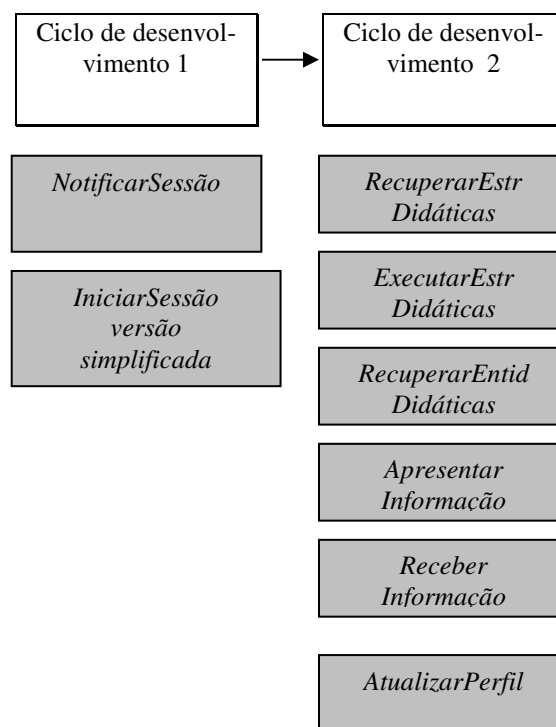 Ciclo de desenvol-
vimento 1
Ciclo de desenvol-
vimento 2
NotificarSessão
IniciarSessão
versão
simplificada
RecuperarEstr
Didáticas
ExecutarEstr
Didáticas
RecuperarEntid
Didáticas
Apresentar
Informação
Receber
Informação
AtualizarPerfil